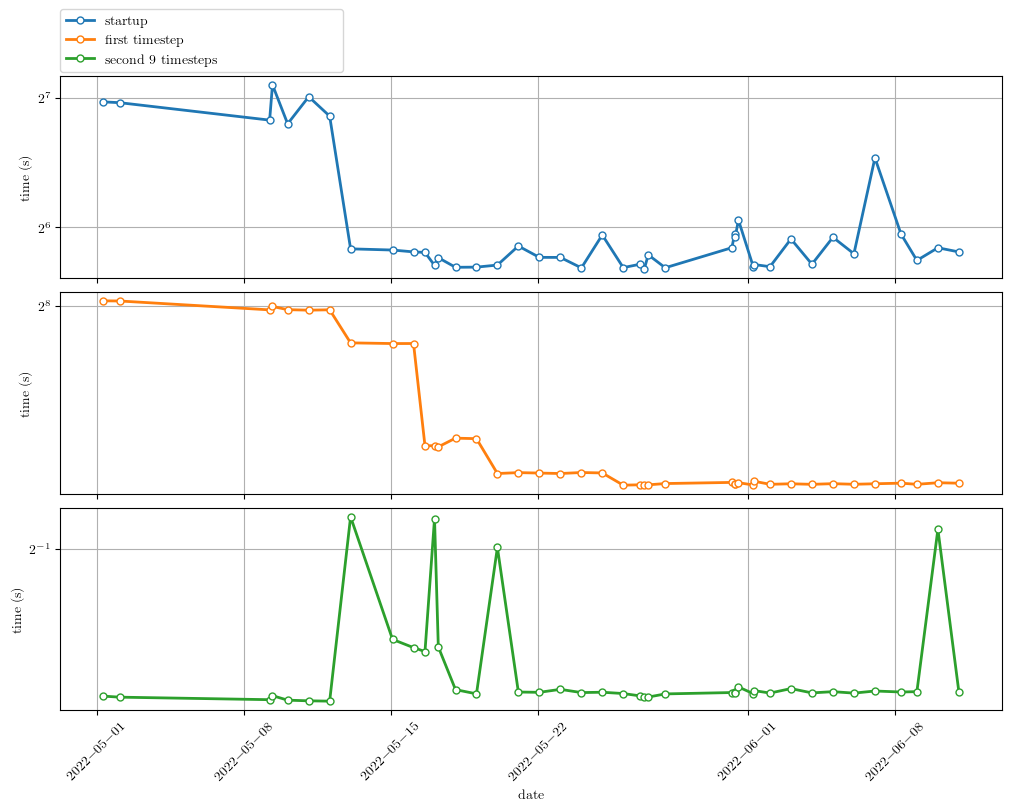 startup
first timestep
second 9 timesteps
2^7
time (s)
2^6
2^8
time (s)
2^−1
time (s)
2022−05−01
2022−05−08
2022−05−15
2022−05−22
2022−06−01
2022−06−08
date